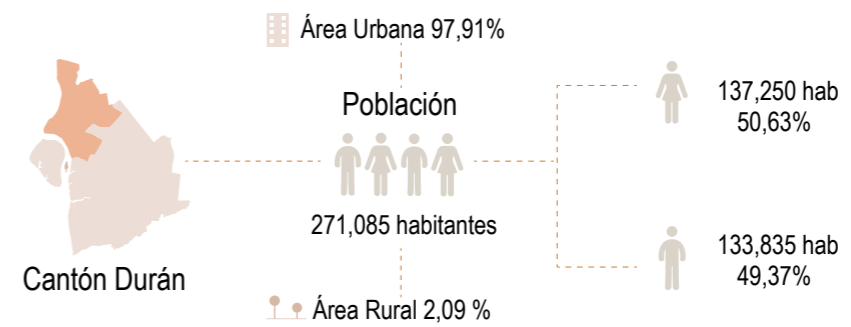 Área Urbana 97,91%
Población
271,085 habitantes
Área Rural 2,09 %
Cantón Durán
137,250 hab
50,63%
133,835 hab
49,37%